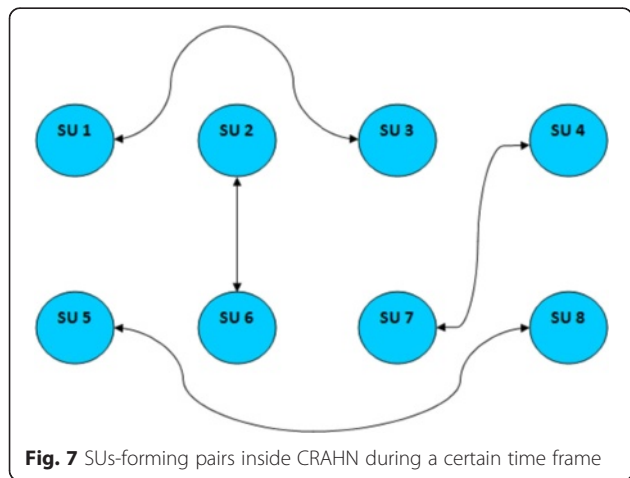 SU 1
SU 2
SU 3
SU 4
SU 5
SU 6
SU 7
SU 8
Fig. 7 SUs-forming pairs inside CRAHN during a certain time frame